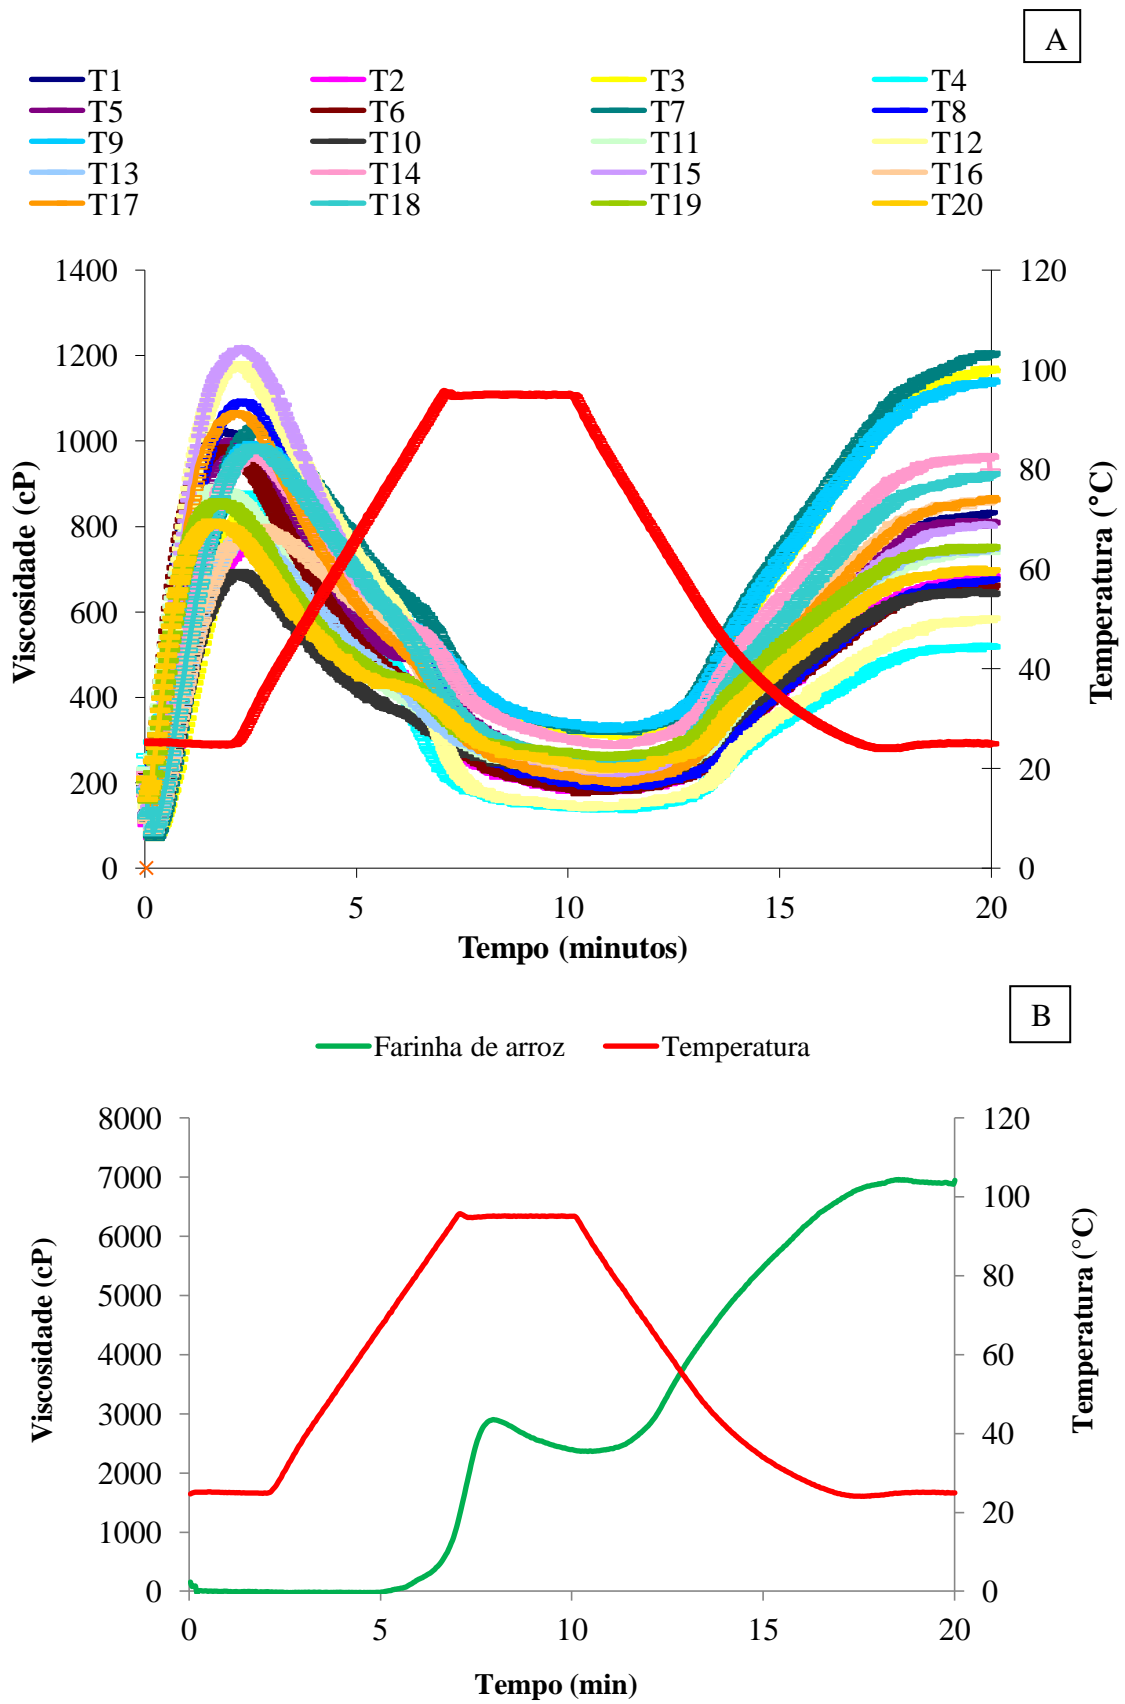 A
T1 T2 T3 T4
T5 T6 T7 T8
T9 T10 T11 T12
T13 T14 T15 T16
T17 T18 T19 T20
1400
1200
1000
800
600
400
200
0
Viscosidade (cP)
120
100
80
60
40
20
0
Temperatura (°C)
0 5 10 15 20
Tempo (minutos)
B
Farinha de arroz Temperatura
8000
7000
6000
5000
4000
3000
2000
1000
0
Viscosidade (cP)
120
100
80
60
40
20
0
Temperatura (°C)
0 5 10 15 20
Tempo (min)